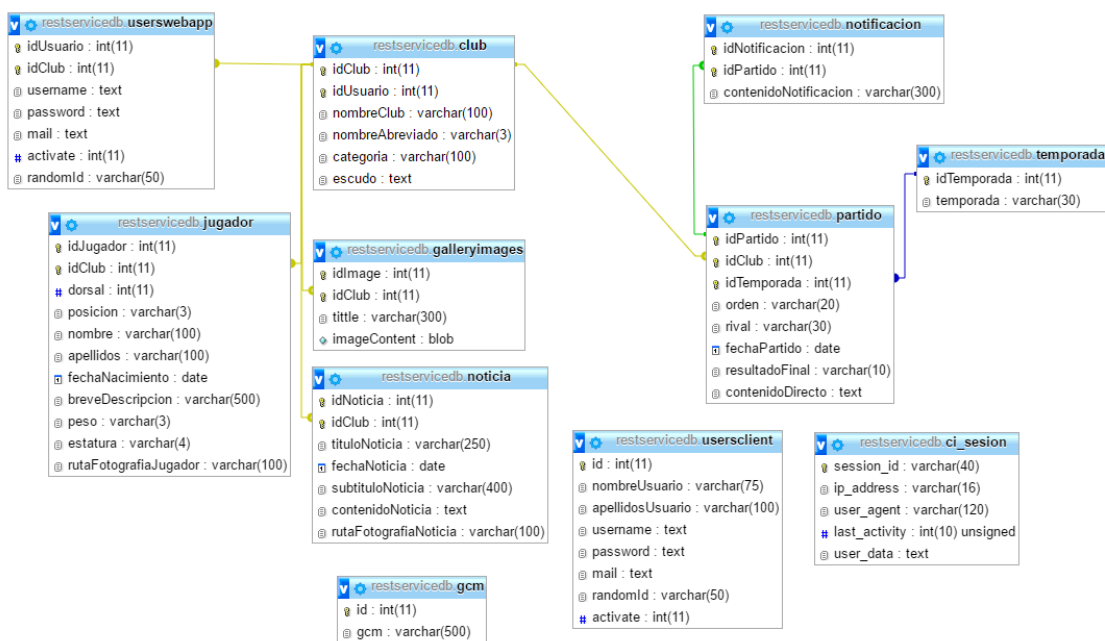 restservicedb.userswebapp
idUsuario : int(11)
idClub : int(11)
username : text
password : text
mail : text
# activate : int(11)
randomId : varchar(50)
restservicedb.club
idClub : int(11)
idUsuario : int(11)
nombreClub : varchar(100)
nombreAbreviado : varchar(3)
categoria : varchar(100)
escudo : text
restservicedb.notificacion
idNotificacion : int(11)
idPartido : int(11)
contenidoNotificacion : varchar(300)
restservicedb.temporada
idTemporada : int(11)
temporada : varchar(30)
restservicedb.jugador
idJugador : int(11)
idClub : int(11)
# dorsal : int(11)
posicion : varchar(3)
nombre : varchar(100)
apellidos : varchar(100)
fechaNacimiento : date
breveDescripcion : varchar(500)
peso : varchar(3)
estatura : varchar(4)
rutaFotografiaJugador : varchar(100)
restservicedb.galleryimages
idImage : int(11)
idClub : int(11)
tittle : varchar(300)
imageContent : blob
restservicedb.partido
idPartido : int(11)
idClub : int(11)
idTemporada : int(11)
orden : varchar(20)
rival : varchar(30)
fechaPartido : date
resultadoFinal : varchar(10)
contenidoDirecto : text
restservicedb.noticia
idNoticia : int(11)
idClub : int(11)
tituloNoticia : varchar(250)
fechaNoticia : date
subtituloNoticia : varchar(400)
contenidoNoticia : text
rutaFotografiaNoticia : varchar(100)
restservicedb.usersclient
id : int(11)
nombreUsuario : varchar(75)
apellidosUsuario : varchar(100)
username : text
password : text
mail : text
randomId : varchar(50)
# activate : int(11)
restservicedb.ci_sesion
session_id : varchar(40)
ip_address : varchar(16)
user_agent : varchar(120)
# last_activity : int(10) unsigned
user_data : text
restservicedb.gcm
id : int(11)
gcm : varchar(500)